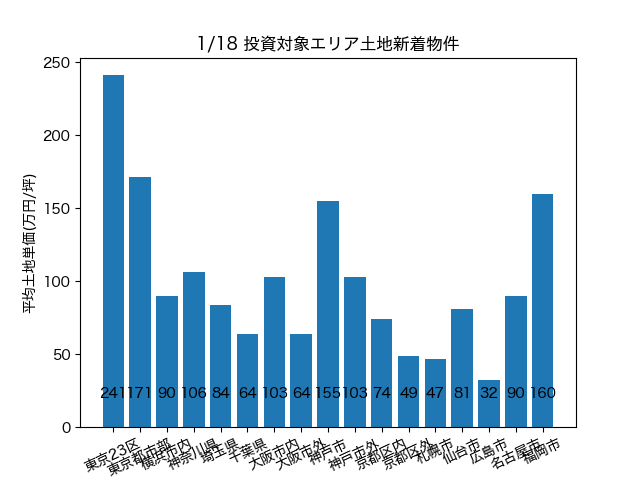 1/18 投資対象エリア土地新着物件
平均土地単価(万円/坪)
250
200
150
100
50
0
241 171 90 106 84 64 103 64 155 103 74 49 47 81 32 90 160
東京23区
東京都市部
横浜市内
神奈川県
埼玉県
千葉県
大阪市内
大阪市外
神戸市
神戸市外
京都区内
京都区外
札幌市
仙台市
広島市
名古屋市
福岡市